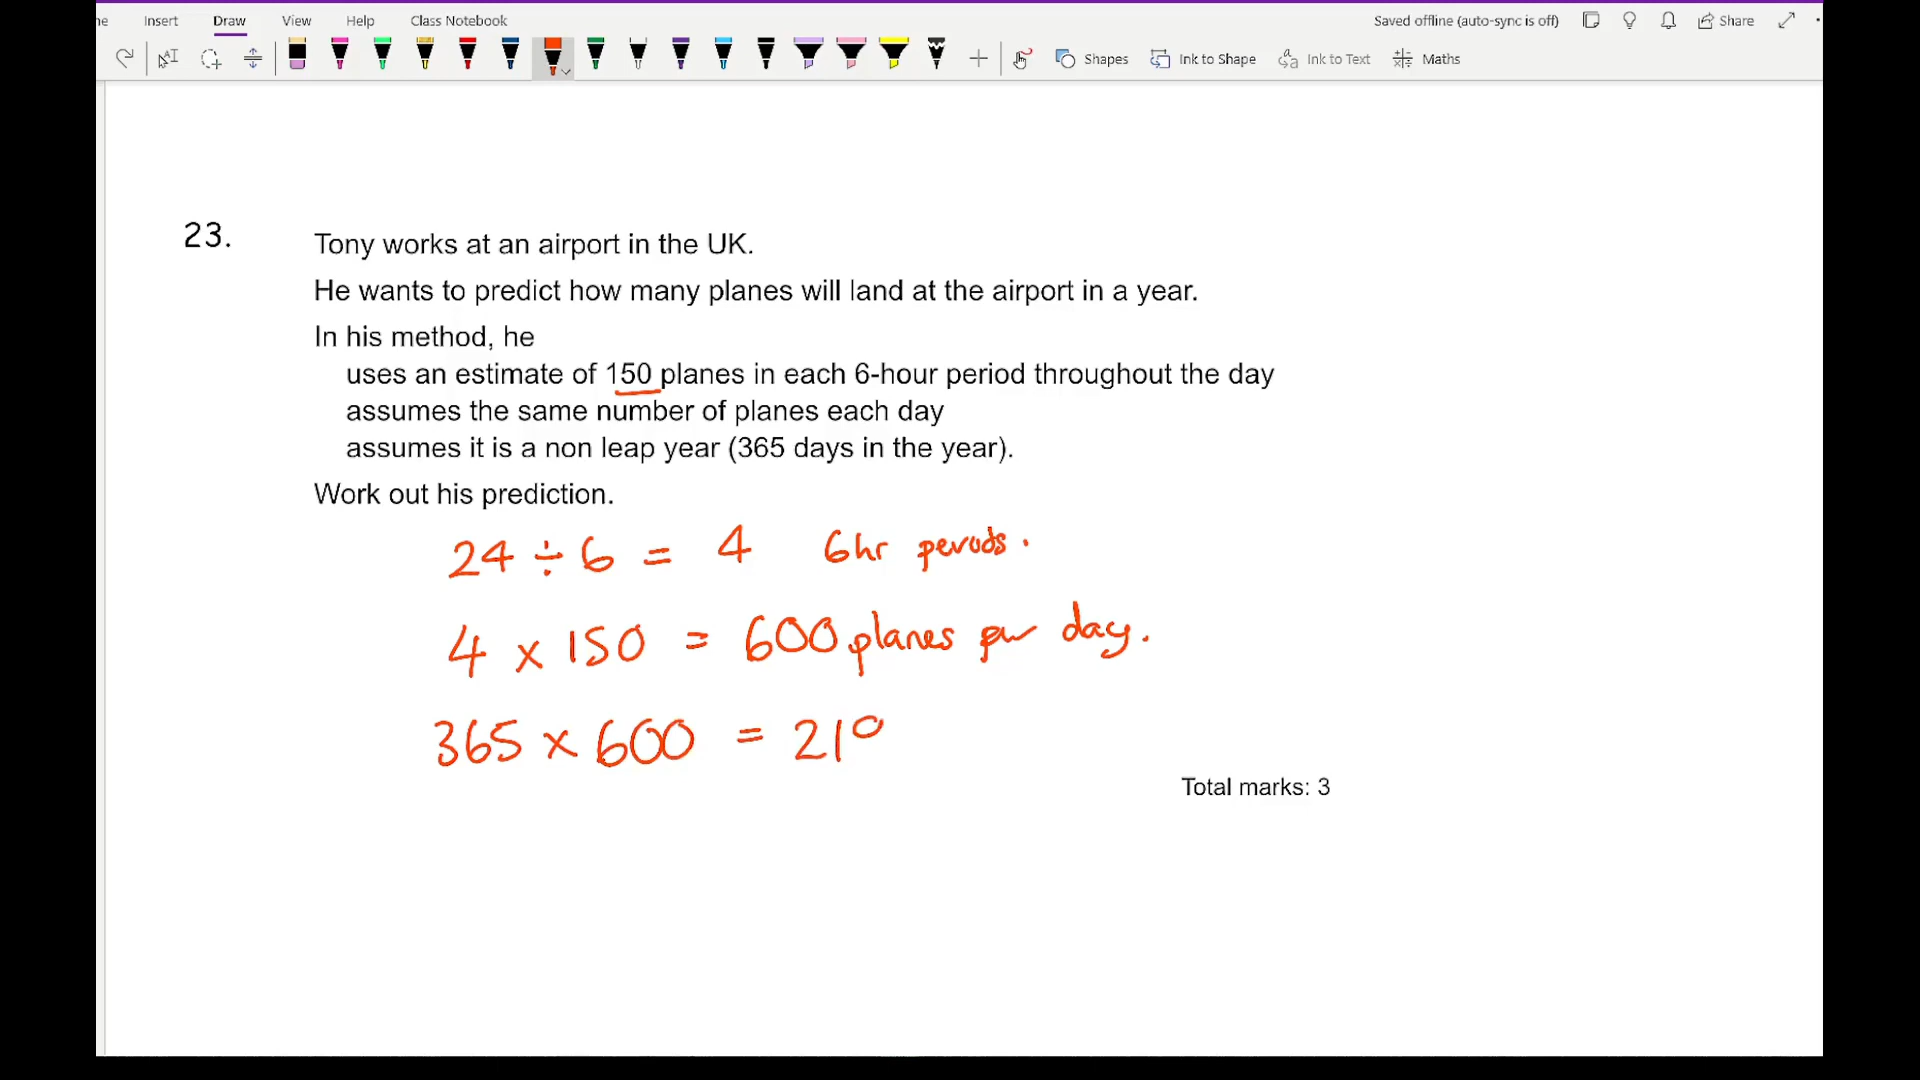 Insert Draw View Help Class Notebook Saved offline (auto-sync is off) Share
Shapes Ink to Shape Ink to Text Maths
23.
Tony works at an airport in the UK.
He wants to predict how many planes will land at the airport in a year.
In his method, he
uses an estimate of 150 planes in each 6-hour period throughout the day
assumes the same number of planes each day
assumes it is a non leap year (365 days in the year).
Work out his prediction.
24 ÷ 6 = 4 6hr periods.
4 x 150 = 600 planes per day.
365 x 600 = 210
Total marks: 3